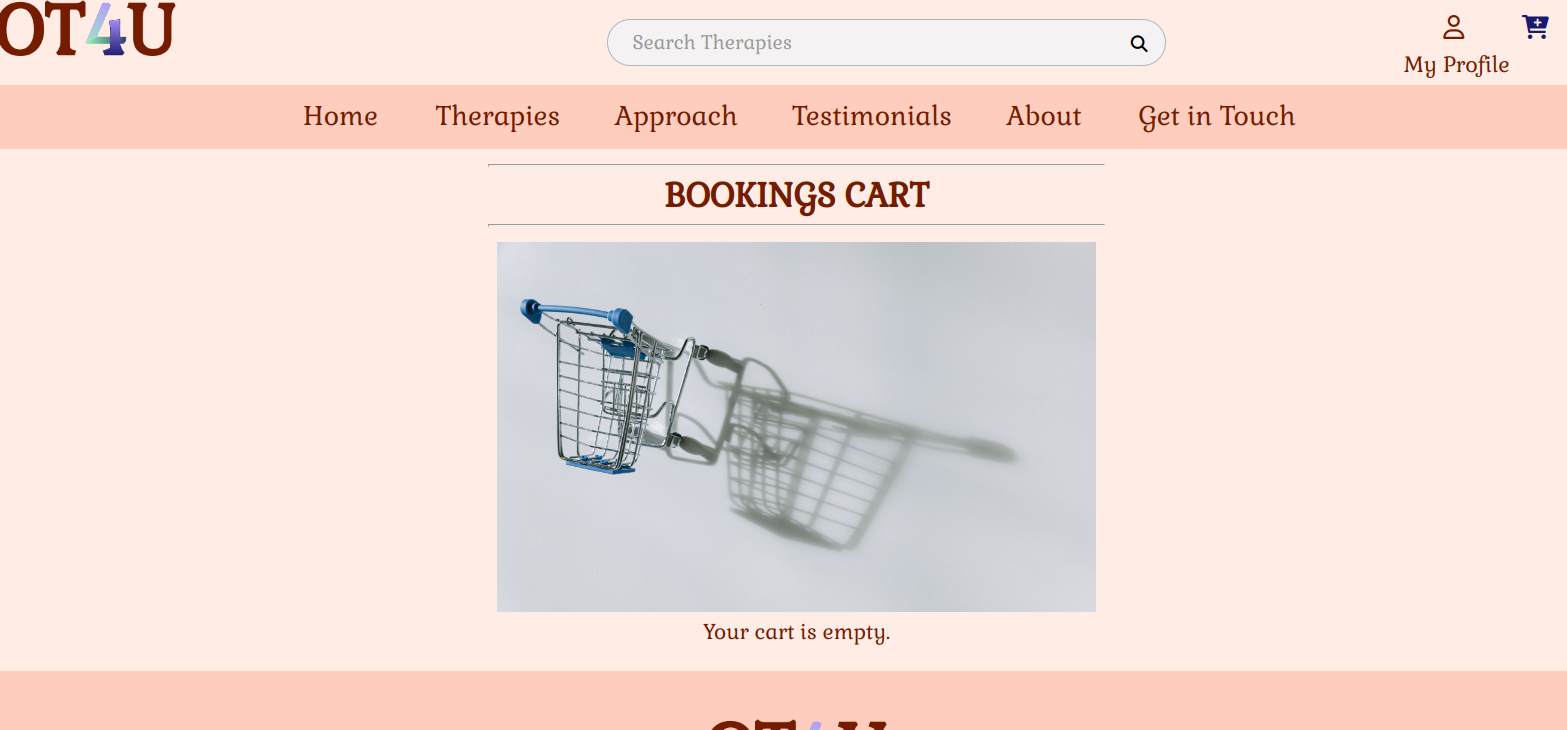 OT4U
Search Therapies
My Profile
Home Therapies Approach Testimonials About Get in Touch
BOOKINGS CART
Your cart is empty.
OT4U